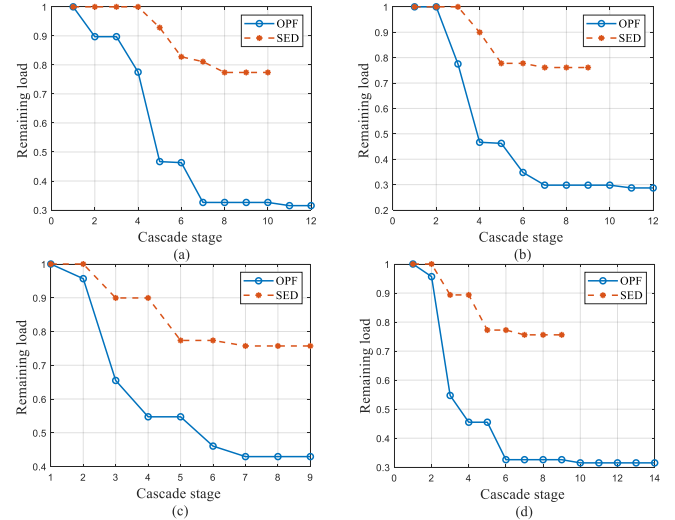 1
0.9
0.8
0.7
0.6
0.5
0.4
0.3
Remaining load
OPF
SED
0 2 4 6 8 10 12
Cascade stage
(a)
1
0.9
0.8
0.7
0.6
0.5
0.4
0.3
0.2
Remaining load
OPF
SED
0 2 4 6 8 10 12
Cascade stage
(b)
1
0.9
0.8
0.7
0.6
0.5
0.4
Remaining load
OPF
SED
1 2 3 4 5 6 7 8 9
Cascade stage
(c)
1
0.9
0.8
0.7
0.6
0.5
0.4
0.3
Remaining load
OPF
SED
0 2 4 6 8 10 12 14
Cascade stage
(d)